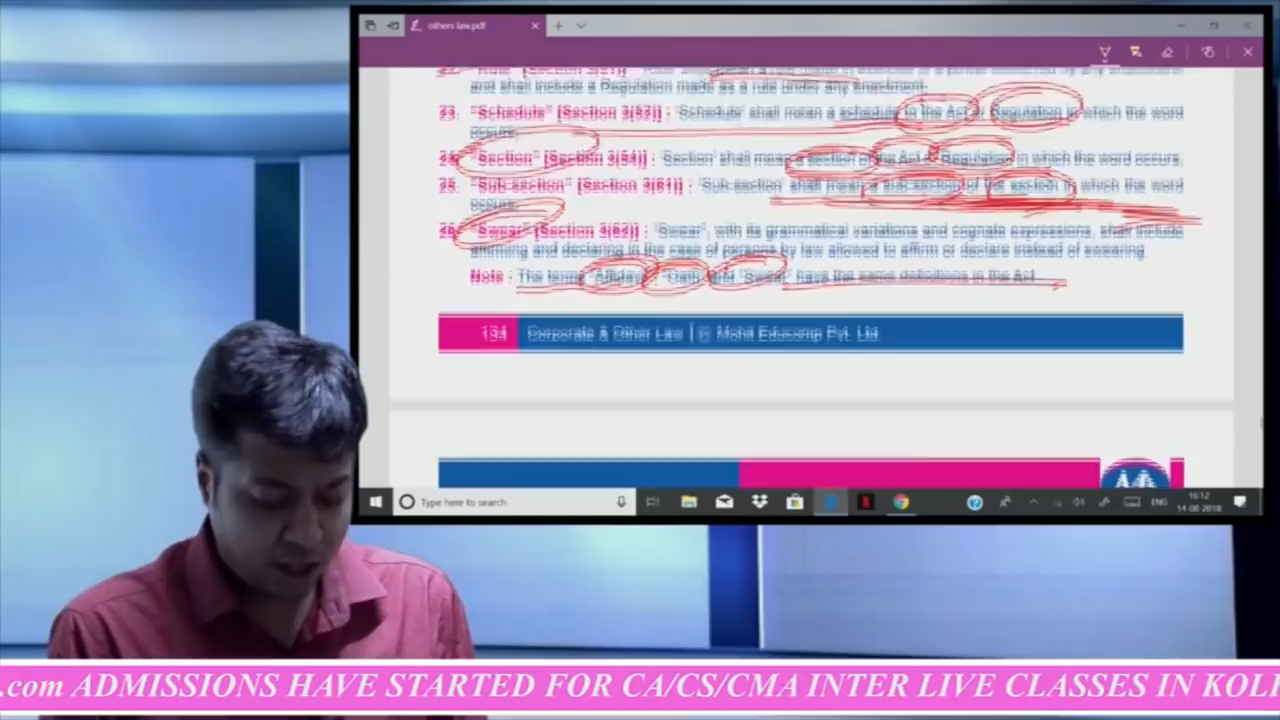 others law.pdf
and shall include a Regulation made as a rule under any enactment.
23. "Schedule" [Section 3(52)] : 'Schedule' shall mean a schedule to the Act Regulation in which the word
occurs.
24. "Section" [Section 3(54)] : 'Section' shall mean a section of the Act Regulation in which the word occurs.
25. "Sub-section" [Section 3(61)] : 'Sub-section' shall mean a sub-section of the section in which the word
occurs.
26. "Swear" [Section 3(62)] : 'Swear', with its grammatical variations and cognate expressions, shall include
affirming and declaring in the case of persons by law allowed to affirm or declare instead of swearing.
Note : The terms "Affidavit", "Oath" and "Swear" have the same definitions in the Act
134 Corporate & Other Law | © Mohit Educomp Pvt. Ltd.
Type here to search
ENG
16:12
14-08-2018
.com ADMISSIONS HAVE STARTED FOR CA/CS/CMA INTER LIVE CLASSES IN KOL